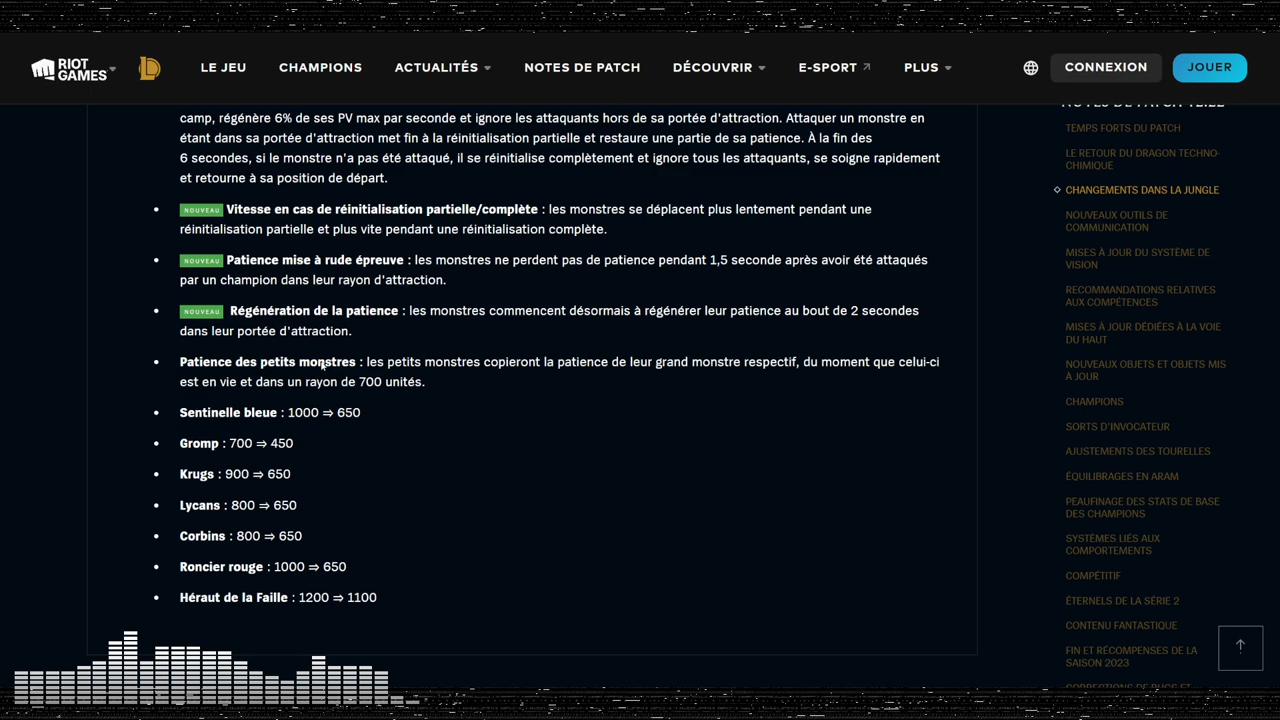 RIOT
GAMES
LE JEU
CHAMPIONS
ACTUALITÉS
NOTES DE PATCH
DÉCOUVRIR
E-SPORT
PLUS
CONNEXION
JOUER
camp, régénère 6% de ses PV max par seconde et ignore les attaquants hors de sa portée d'attraction. Attaquer un monstre en
étant dans sa portée d'attraction met fin à la réinitialisation partielle et restaure une partie de sa patience. À la fin des
6 secondes, si le monstre n'a pas été attaqué, il se réinitialise complètement et ignore tous les attaquants, se soigne rapidement
et retourne à sa position de départ.
• NOUVEAU Vitesse en cas de réinitialisation partielle/complète : les monstres se déplacent plus lentement pendant une
réinitialisation partielle et plus vite pendant une réinitialisation complète.
• NOUVEAU Patience mise à rude épreuve : les monstres ne perdent pas de patience pendant 1,5 seconde après avoir été attaqués
par un champion dans leur rayon d'attraction.
• NOUVEAU Régénération de la patience : les monstres commencent désormais à régénérer leur patience au bout de 2 secondes
dans leur portée d'attraction.
• Patience des petits monstres : les petits monstres copieront la patience de leur grand monstre respectif, du moment que celui-ci
est en vie et dans un rayon de 700 unités.
• Sentinelle bleue : 1000 ⇒ 650
• Gromp : 700 ⇒ 450
• Krugs : 900 ⇒ 650
• Lycans : 800 ⇒ 650
• Corbins : 800 ⇒ 650
• Roncier rouge : 1000 ⇒ 650
• Héraut de la Faille : 1200 ⇒ 1100
TEMPS FORTS DU PATCH
LE RETOUR DU DRAGON TECHNO-
CHIMIQUE
CHANGEMENTS DANS LA JUNGLE
NOUVEAUX OUTILS DE
COMMUNICATION
MISES À JOUR DU SYSTÈME DE
VISION
RECOMMANDATIONS RELATIVES
AUX COMPÉTENCES
MISES À JOUR DÉDIÉES À LA VOIE
DU HAUT
NOUVEAUX OBJETS ET OBJETS MIS
À JOUR
CHAMPIONS
SORTS D'INVOCATEUR
AJUSTEMENTS DES TOURELLES
ÉQUILIBRAGES EN ARAM
PEAUFINAGE DES STATS DE BASE
DES CHAMPIONS
SYSTÈMES LIÉS AUX
COMPORTEMENTS
COMPÉTITIF
ÉTERNELS DE LA SÉRIE 2
CONTENU FANTASTIQUE
FIN ET RÉCOMPENSES DE LA
SAISON 2023